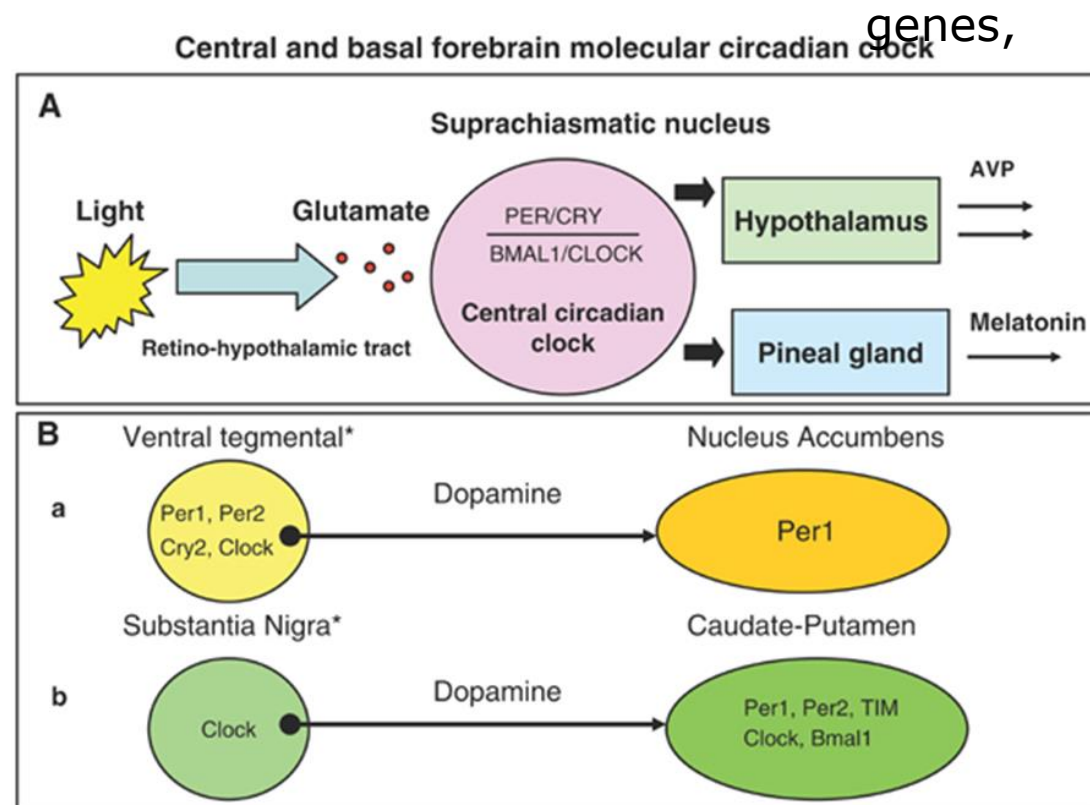 genes,
Central and basal forebrain molecular circadian clock
A
Suprachiasmatic nucleus
Light
Glutamate
PER/CRY
BMAL1/CLOCK
Central circadian
clock
Hypothalamus
AVP
Retino-hypothalamic tract
Pineal gland
Melatonin
B
Ventral tegmental*
Nucleus Accumbens
a
Per1, Per2
Cry2, Clock
Dopamine
Per1
Substantia Nigra*
Caudate-Putamen
b
Clock
Dopamine
Per1, Per2, TIM
Clock, Bmal1